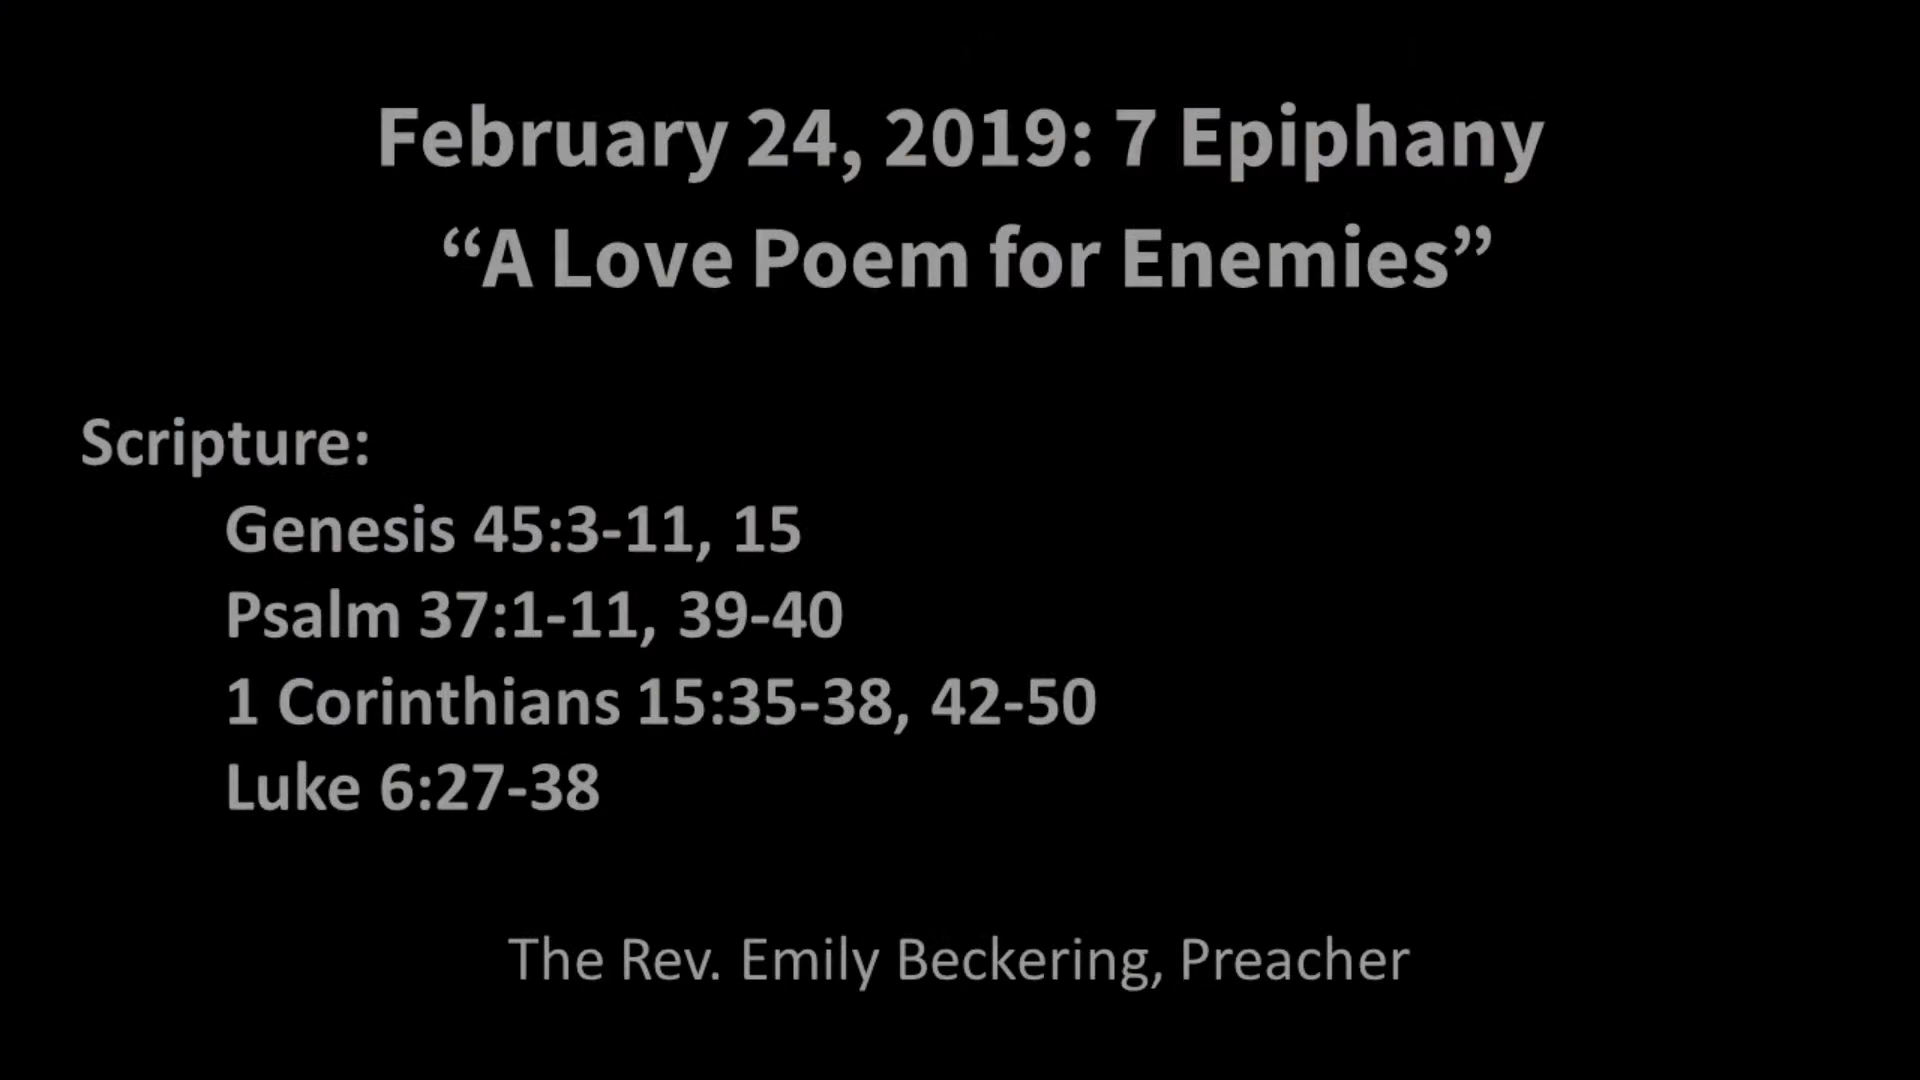 February 24, 2019: 7 Epiphany
“A Love Poem for Enemies”
Scripture:
Genesis 45:3-11, 15
Psalm 37:1-11, 39-40
1 Corinthians 15:35-38, 42-50
Luke 6:27-38
The Rev. Emily Beckering, Preacher